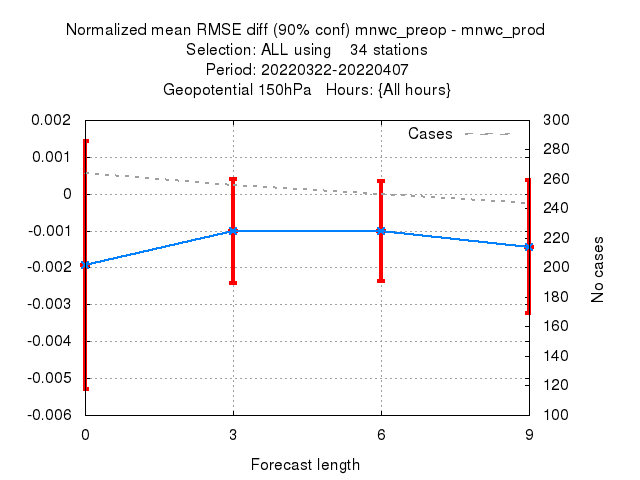 Normalized mean RMSE diff (90% conf) mnwc_preop - mnwc_prod
Selection: ALL using    34 stations
Period: 20220322-20220407
Geopotential 150hPa   Hours: {All hours}
Cases
0.002
0.001
0
-0.001
-0.002
-0.003
-0.004
-0.005
-0.006
300
280
260
240
220
200
180
160
140
120
100
No cases
0 3 6 9
Forecast length